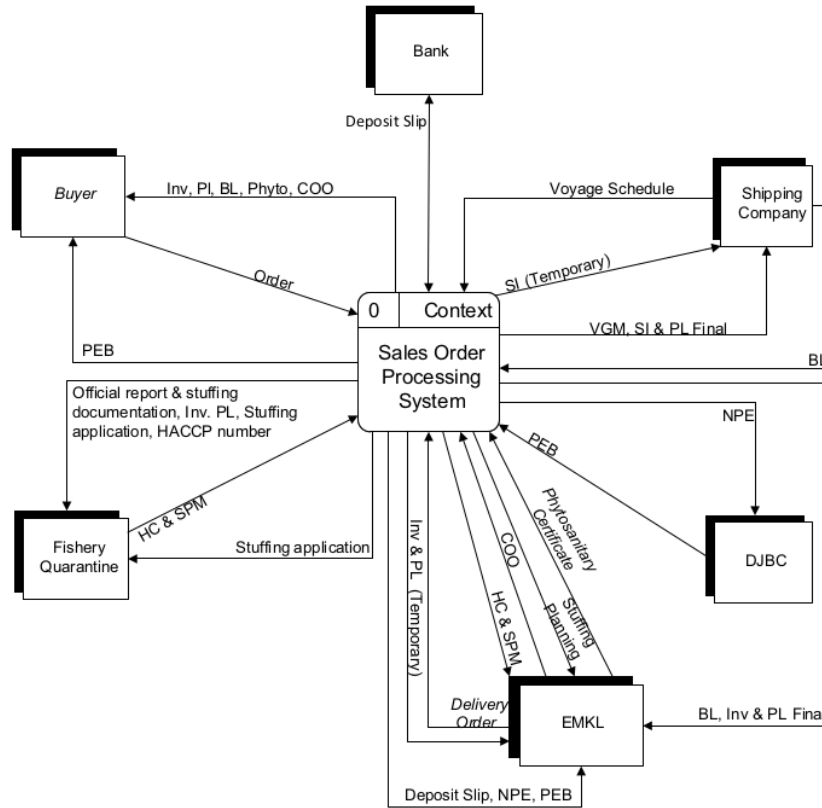 Bank
Deposit Slip
Buyer
Inv, PI, BL, Phyto, COO
Voyage Schedule
Shipping
Company
Order
SI (Temporary)
0 Context
VGM, SI & PL Final
PEB
Sales Order
Processing
System
BL
Official report & stuffing
documentation, Inv. PL, Stuffing
application, HACCP number
NPE
PEB
HC & SPM
Phytosanitary
Certificate
Fishery
Quarantine
Stuffing application
Inv & PL (Temporary)
COO
DJBC
HC & SPM
Stuffing
Planning
Delivery
Order
EMKL
BL, Inv & PL Final
Deposit Slip, NPE, PEB